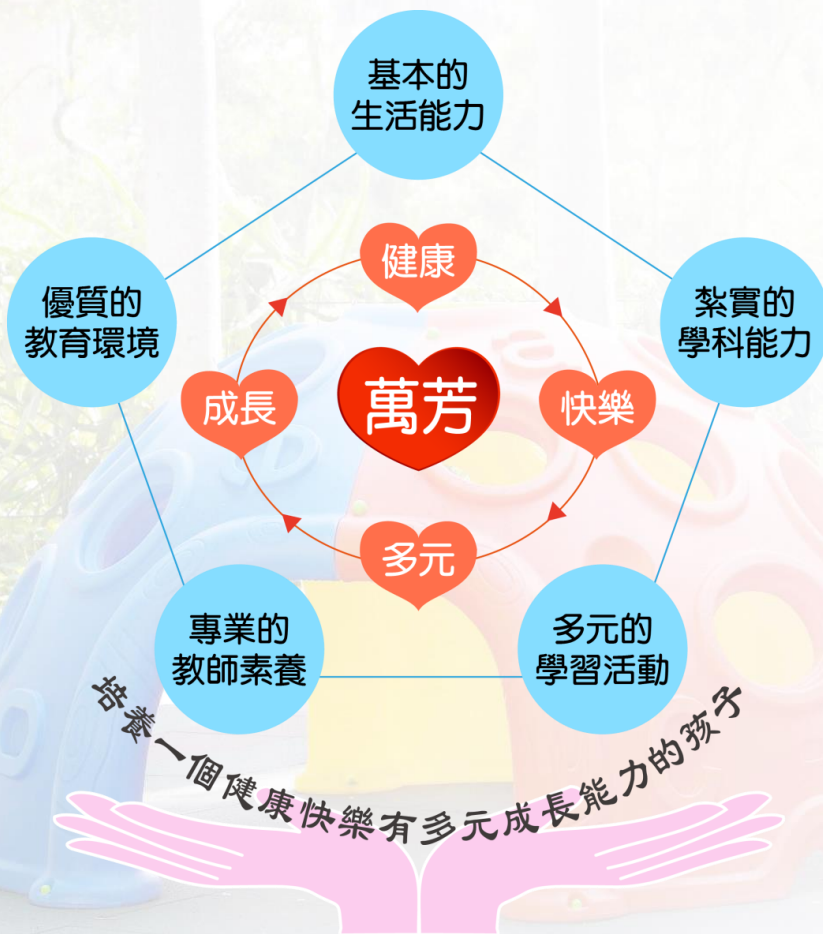 基本的
生活能力
優質的
教育環境
紮實的
學科能力
健康
成長
萬芳
快樂
多元
專業的
教師素養
多元的
學習活動
培養一個健康快樂有多元成長能力的孩子